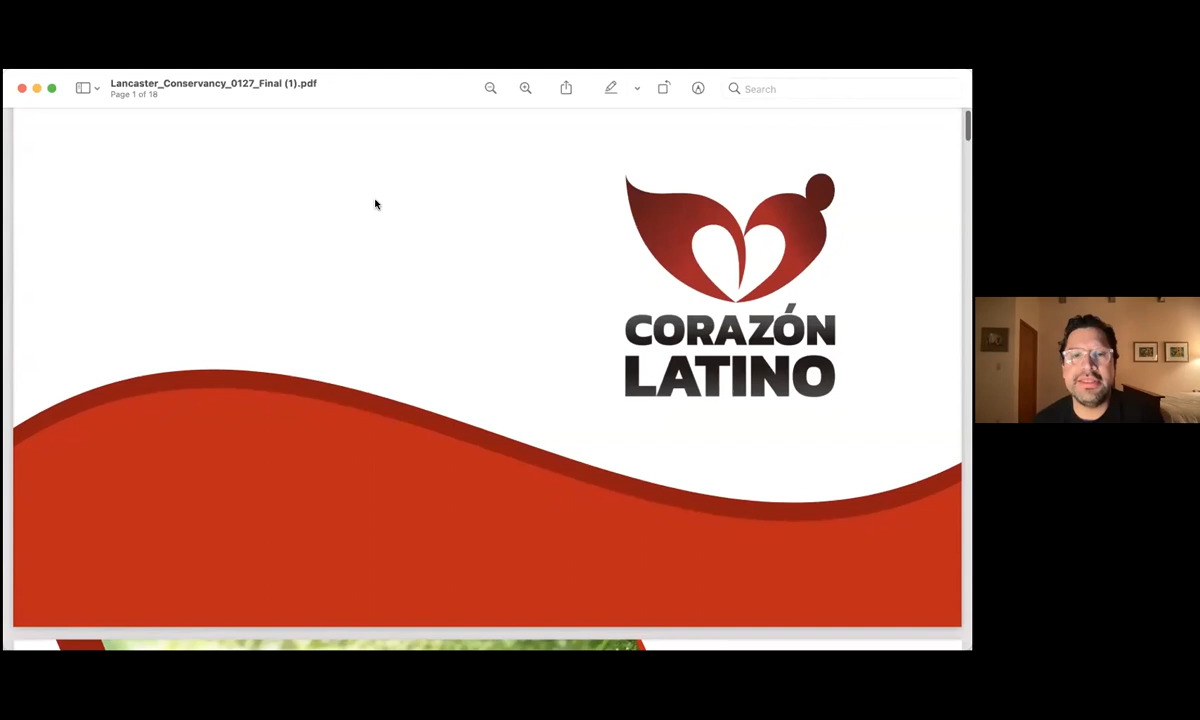 Lancaster_Conservancy_0127_Final (1).pdf
Page 1 of 18
Search
CORAZÓN
LATINO